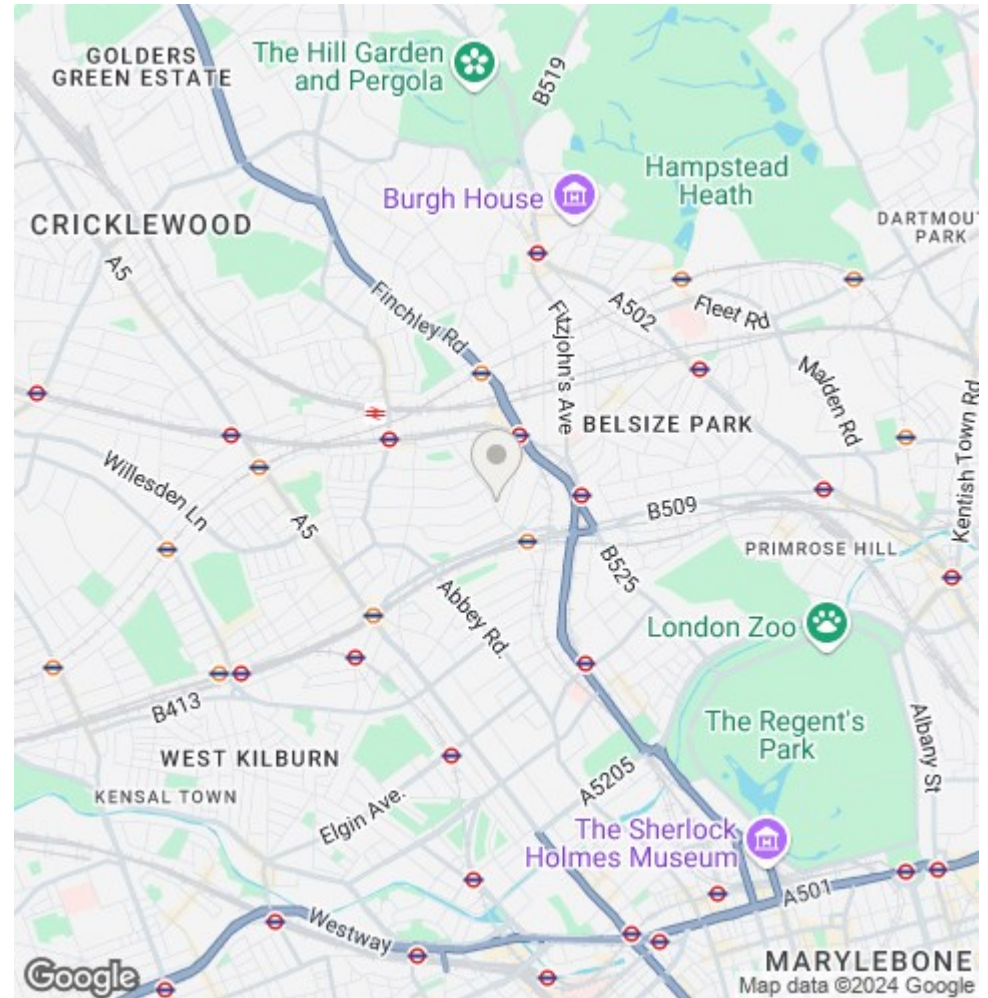 GOLDERS
GREEN ESTATE
The Hill Garden
and Pergola
B519
Hampstead
Heath
Burgh House
DARTMOU
PARK
CRICKLEWOOD
A5
Finchley Rd
A502
Fleet Rd
Fitzjohn's Ave
Malden Rd
BELSIZE PARK
Kentish Town Rd
Willesden Ln
A5
B509
PRIMROSE HILL
B525
Abbey Rd.
London Zoo
B413
The Regent's
Park
Albany St
WEST KILBURN
KENSAL TOWN
A5205
Elgin Ave.
The Sherlock
Holmes Museum
A501
Westway
MARYLEBONE
Google
Map data ©2024 Google